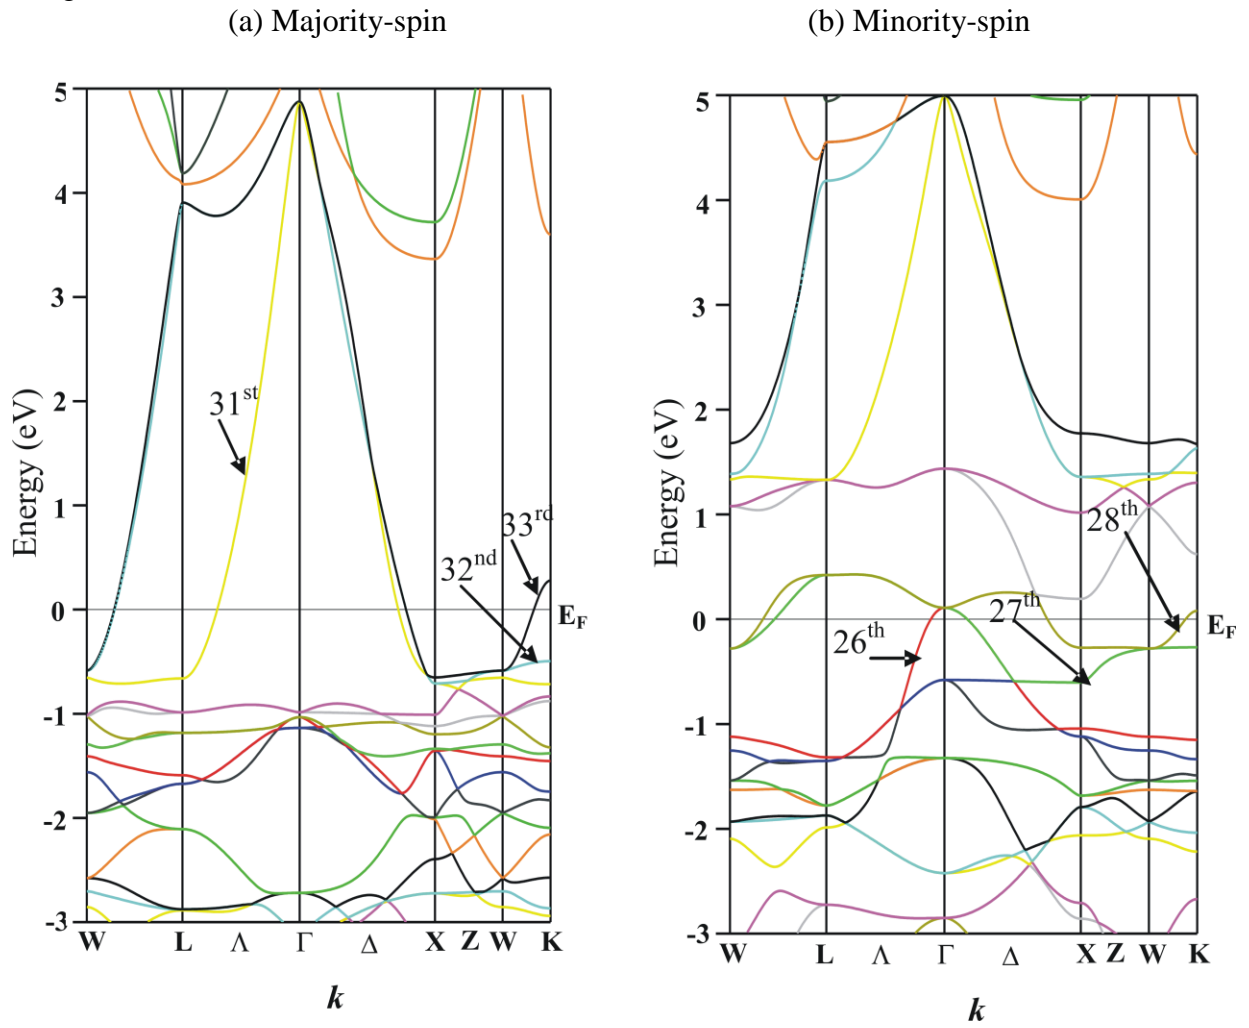 (a) Majority-spin
(b) Minority-spin
5
4
3
2
1
0
-1
-2
-3
Energy (eV)
31st
33rd
32nd
EF
W L Λ Γ Δ X Z W K
k
5
4
3
2
1
0
-1
-2
-3
Energy (eV)
28th
27th
26th
EF
W L Λ Γ Δ X Z W K
k